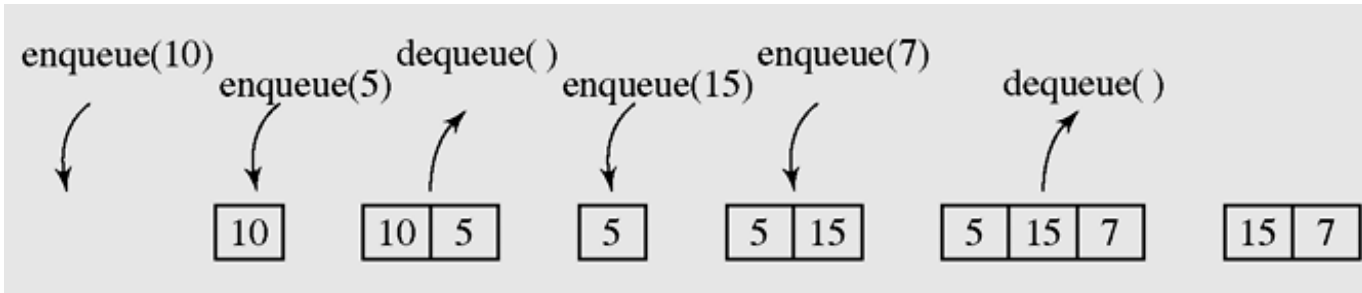 enqueue(10)
enqueue(5)
dequeue( )
enqueue(15)
enqueue(7)
dequeue( )
10
10 5
5
5 15
5 15 7
15 7